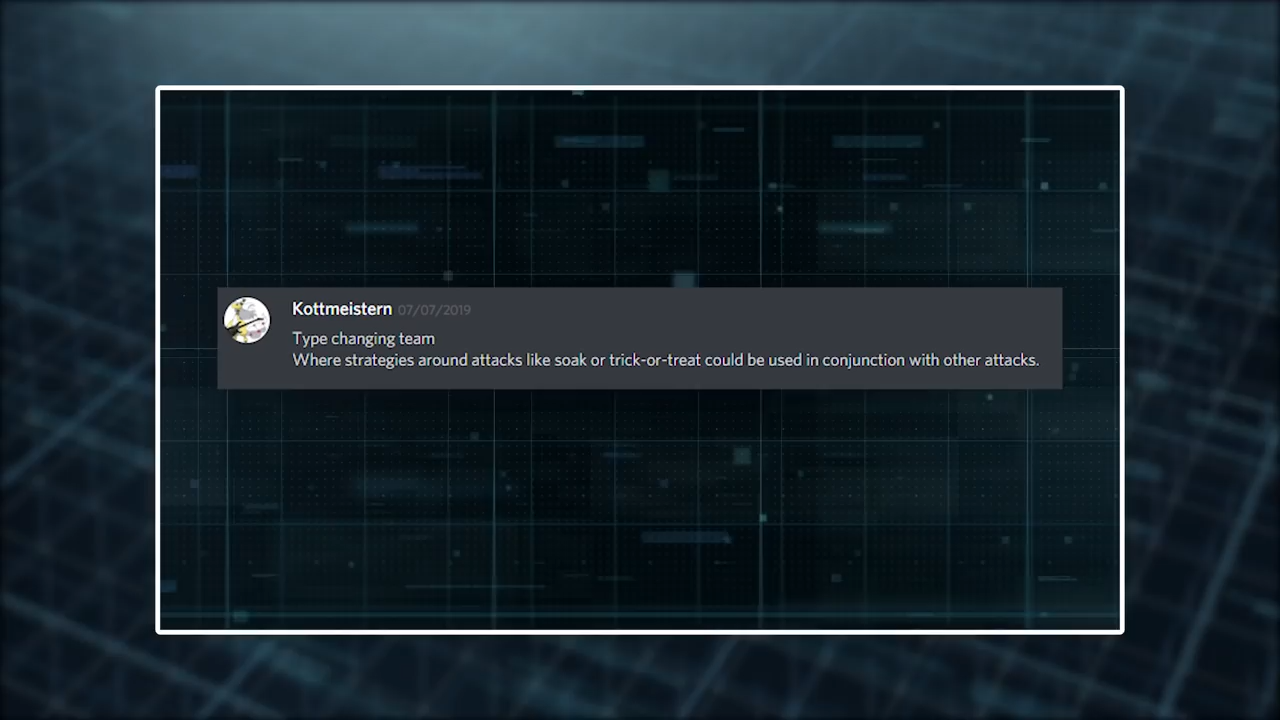 Kottmeistern 07/07/2019
Type changing team
Where strategies around attacks like soak or trick-or-treat could be used in conjunction with other attacks.